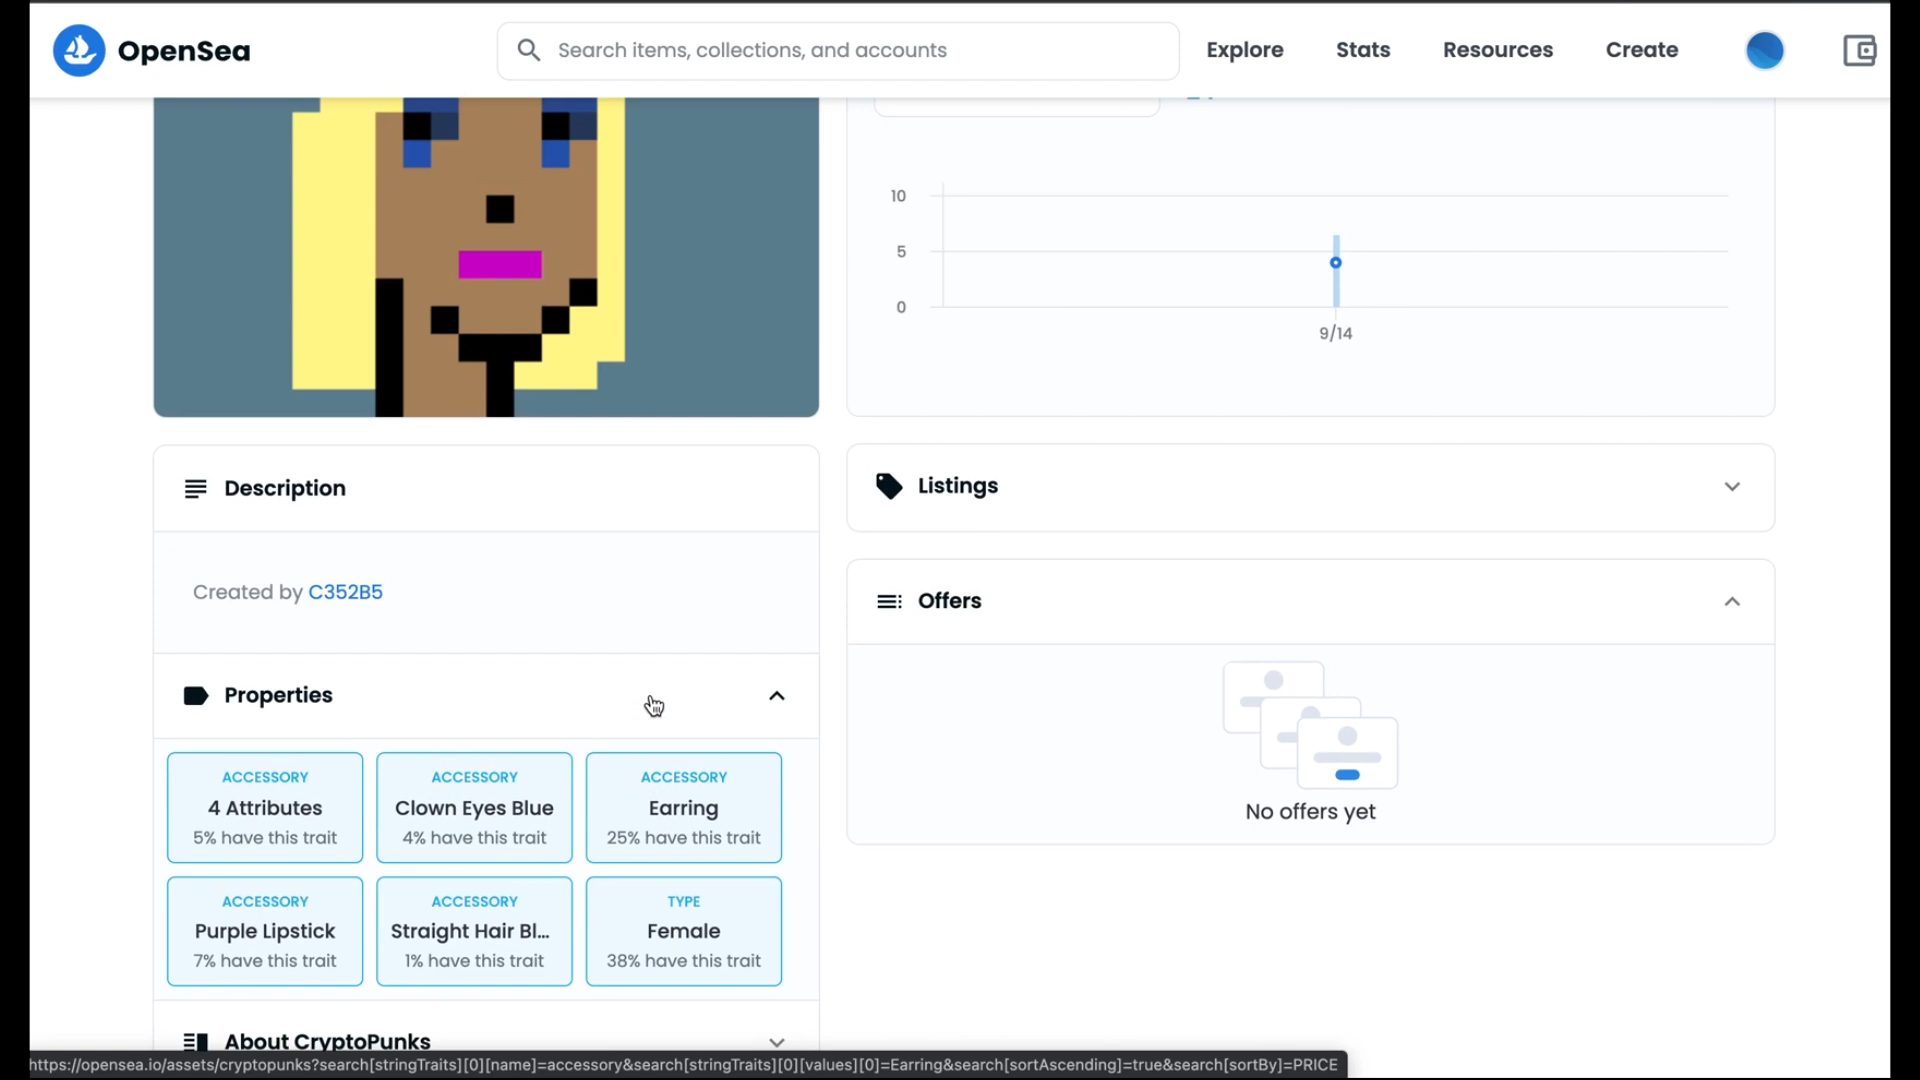 OpenSea
Search items, collections, and accounts
Explore
Stats
Resources
Create
10
5
0
9/14
Description
Created by C352B5
Properties
ACCESSORY
4 Attributes
5% have this trait
ACCESSORY
Clown Eyes Blue
4% have this trait
ACCESSORY
Earring
25% have this trait
ACCESSORY
Purple Lipstick
7% have this trait
ACCESSORY
Straight Hair Bl...
1% have this trait
TYPE
Female
38% have this trait
About CryptoPunks
Listings
Offers
No offers yet
https://opensea.io/assets/cryptopunks?search[stringTraits][0][name]=accessory&search[stringTraits][0][values][0]=Earring&search[sortAscending]=true&search[sortBy]=PRICE